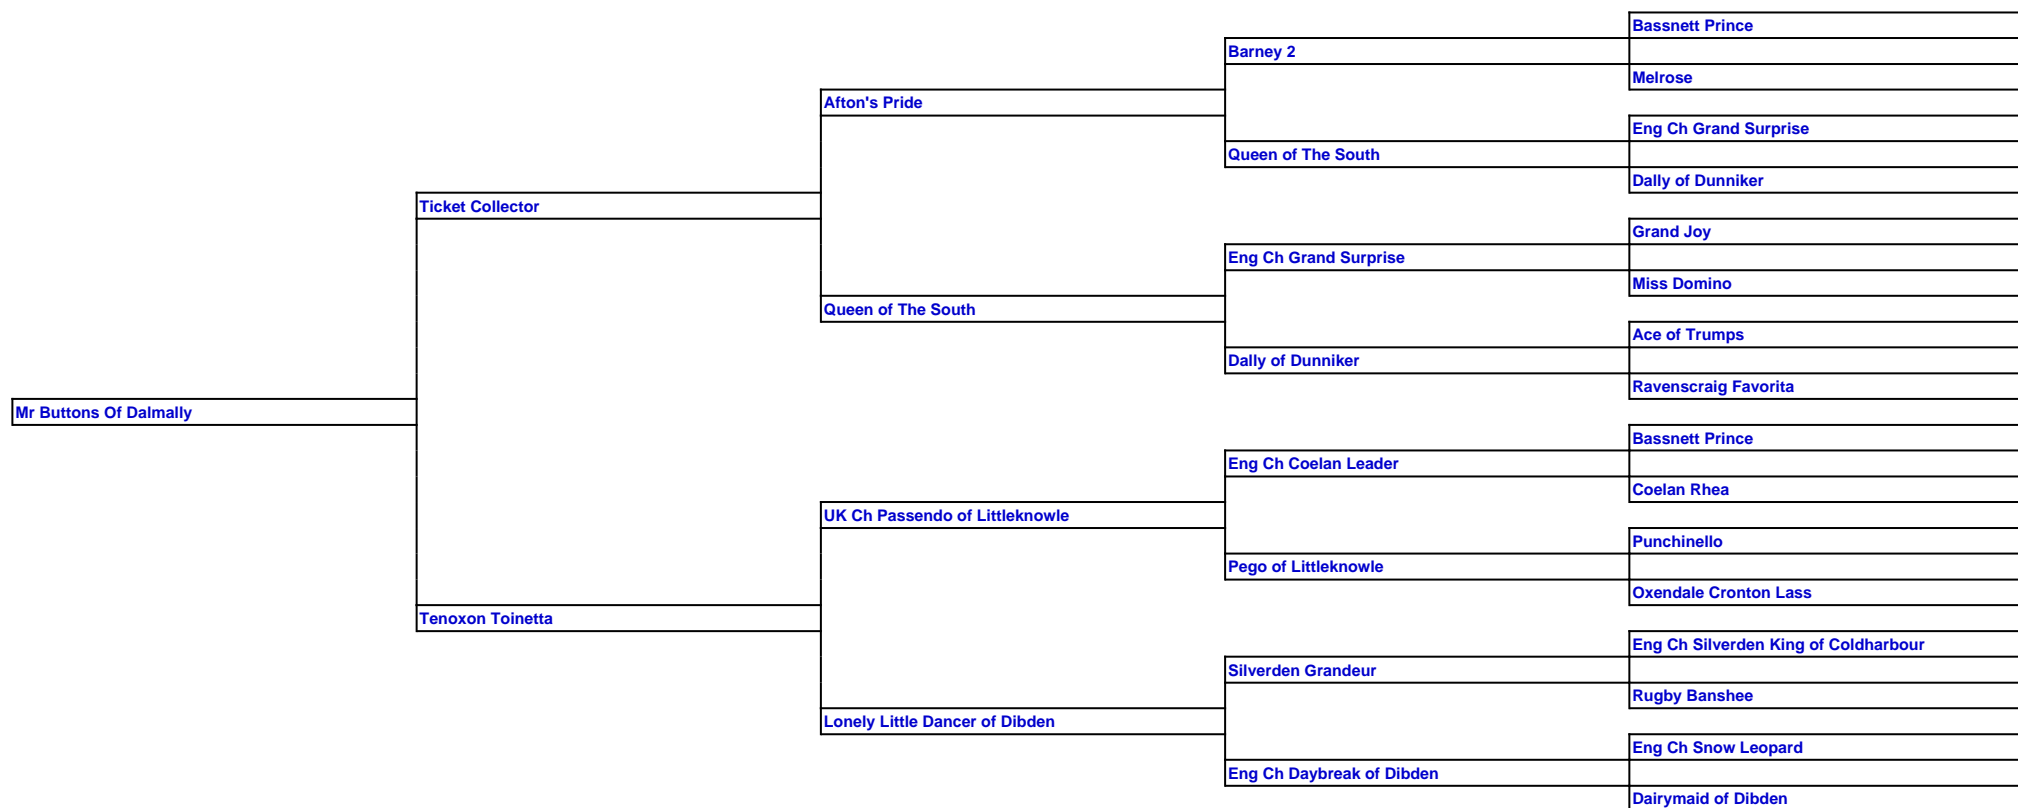 Bassnett Prince
Barney 2
Melrose
Afton's Pride
Eng Ch Grand Surprise
Queen of The South
Dally of Dunniker
Ticket Collector
Grand Joy
Eng Ch Grand Surprise
Miss Domino
Queen of The South
Ace of Trumps
Dally of Dunniker
Ravenscraig Favorita
Mr Buttons Of Dalmally
Bassnett Prince
Eng Ch Coelan Leader
Coelan Rhea
UK Ch Passendo of Littleknowle
Punchinello
Pego of Littleknowle
Oxendale Cronton Lass
Tenoxon Toinetta
Eng Ch Silverden King of Coldharbour
Silverden Grandeur
Rugby Banshee
Lonely Little Dancer of Dibden
Eng Ch Snow Leopard
Eng Ch Daybreak of Dibden
Dairymaid of Dibden